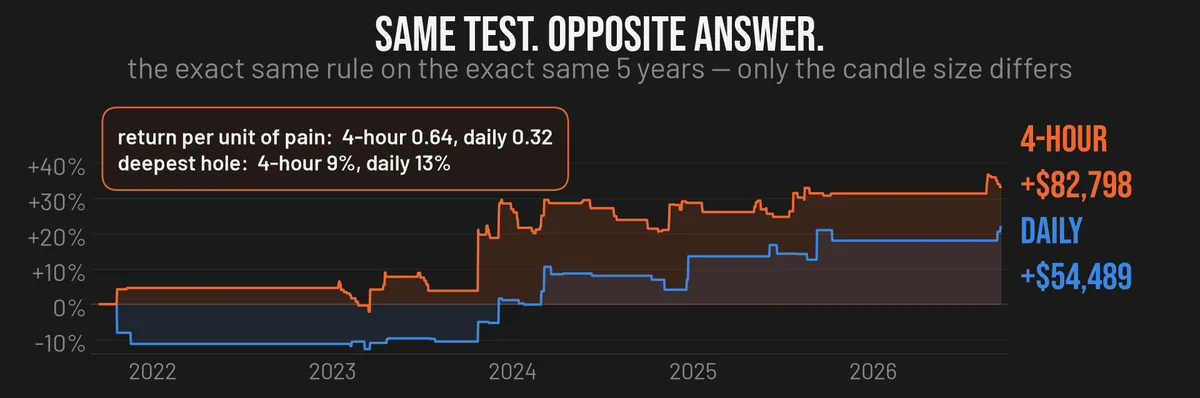 SAME TEST. OPPOSITE ANSWER.
the exact same rule on the exact same 5 years — only the candle size differs
return per unit of pain: 4-hour 0.64, daily 0.32
deepest hole: 4-hour 9%, daily 13%
4-HOUR
+$82,798
DAILY
+$54,489
+40%
+30%
+20%
+10%
0%
-10%
2022
2023
2024
2025
2026